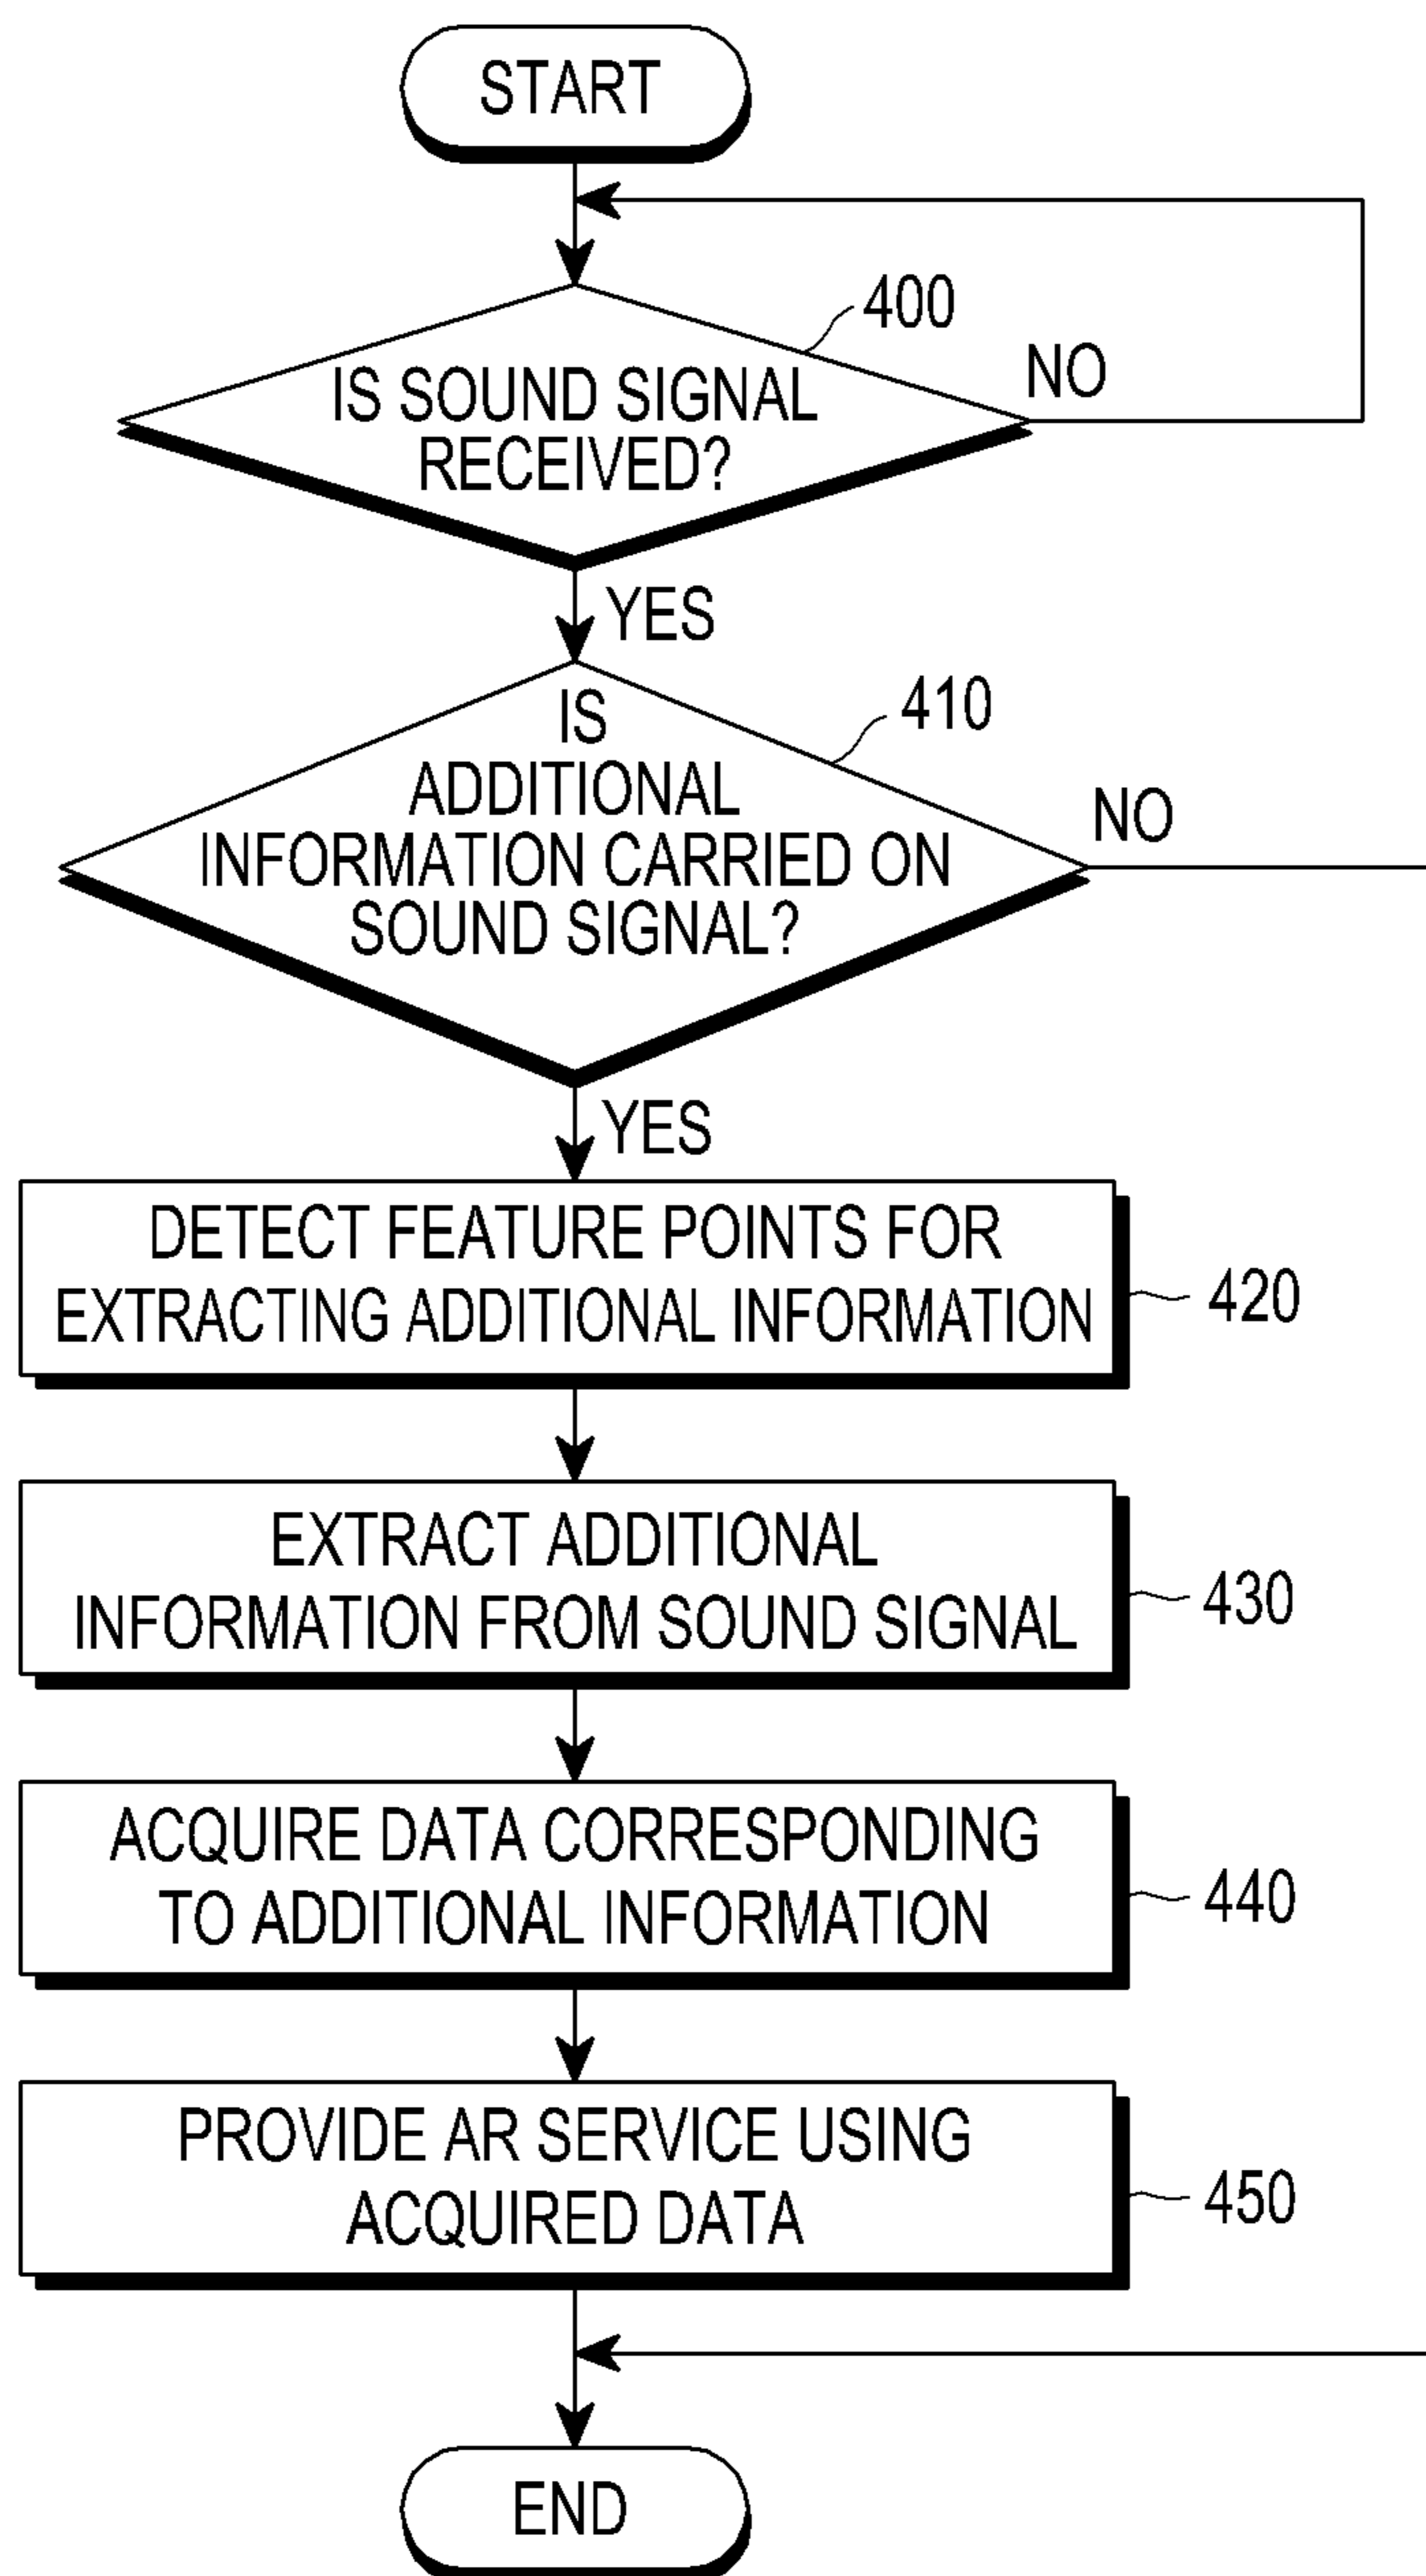 START
400
IS SOUND SIGNAL
RECEIVED?
NO
YES
410
IS
ADDITIONAL
INFORMATION CARRIED ON
SOUND SIGNAL?
NO
YES
DETECT FEATURE POINTS FOR
EXTRACTING ADDITIONAL INFORMATION
420
EXTRACT ADDITIONAL
INFORMATION FROM SOUND SIGNAL
430
ACQUIRE DATA CORRESPONDING
TO ADDITIONAL INFORMATION
440
PROVIDE AR SERVICE USING
ACQUIRED DATA
450
END